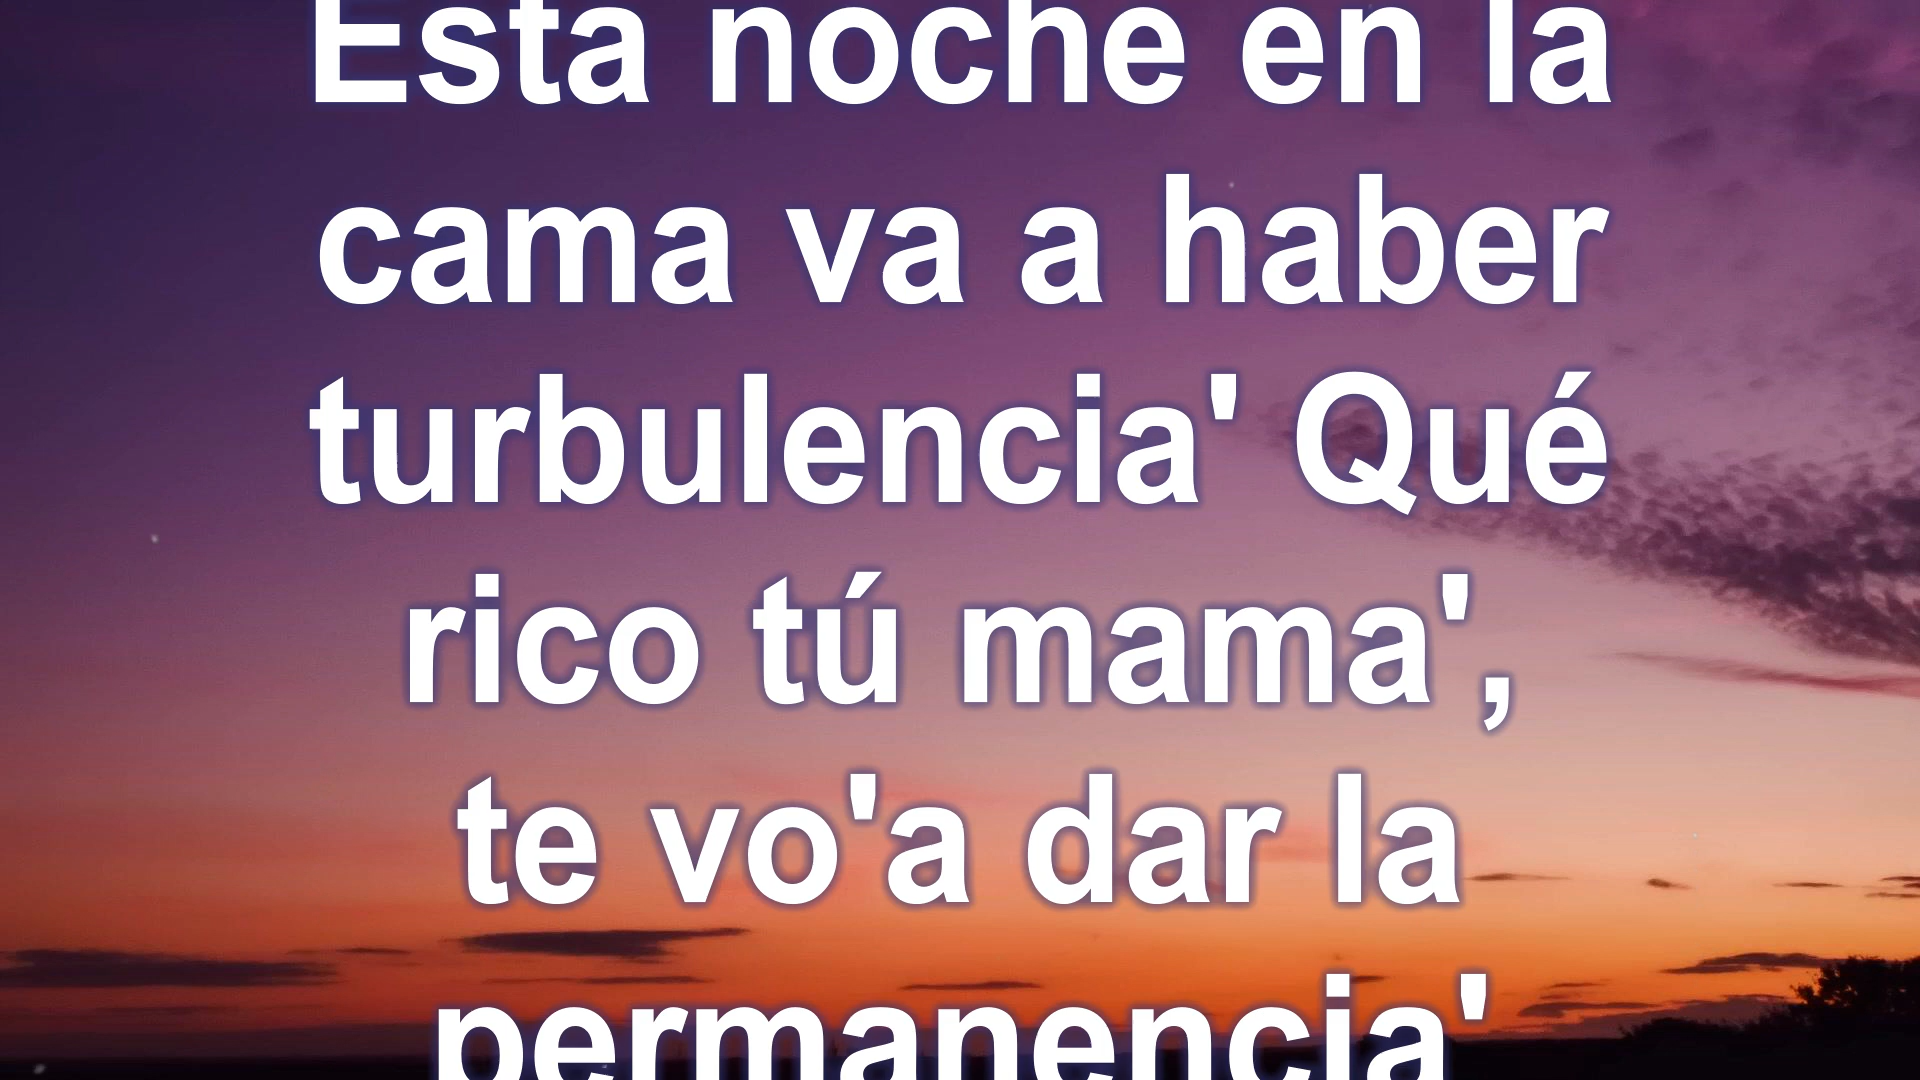 Esta noche en la
cama va a haber
turbulencia' Qué
rico tú mama',
te vo'a dar la
permanencia'